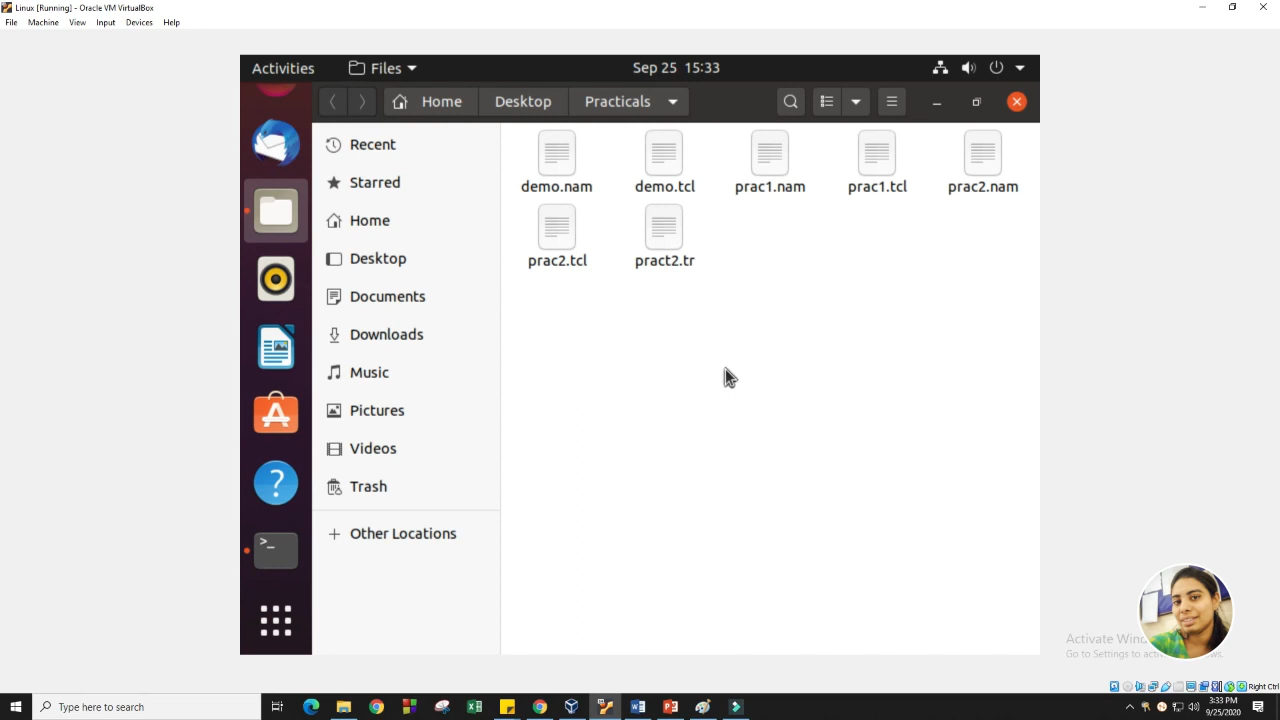 Linux [Running] - Oracle VM VirtualBox
File Machine View Input Devices Help
Activities Files Sep 25 15:33
Home Desktop Practicals
Recent
Starred
Home
Desktop
Documents
Downloads
Music
Pictures
Videos
Trash
Other Locations
demo.nam demo.tcl prac1.nam prac1.tcl prac2.nam
prac2.tcl pract2.tr
Activate Wind
Go to Settings to acti ws.
Right Ctrl
Type here to search
3:33 PM
9/25/2020